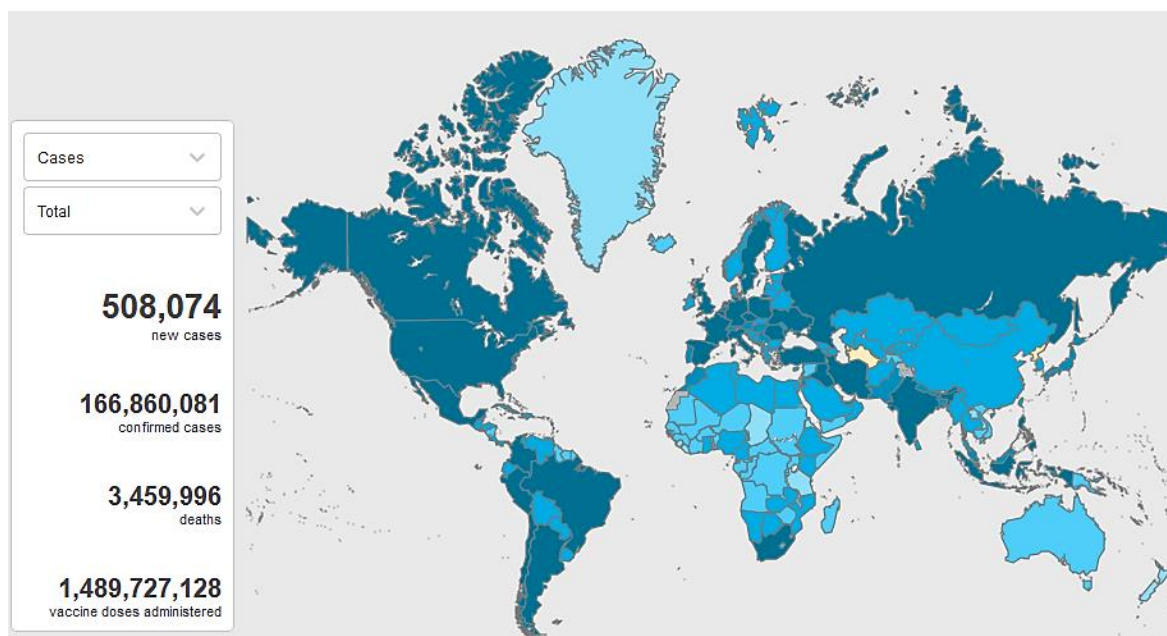 Cases
Total
508,074
new cases
166,860,081
confirmed cases
3,459,996
deaths
1,489,727,128
vaccine doses administered